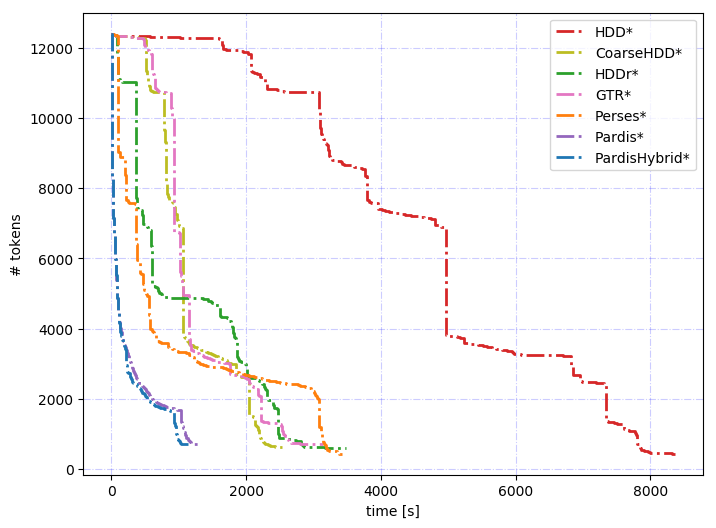 12000
10000
8000
6000
4000
2000
0
# tokens
0 2000 4000 6000 8000
time [s]
HDD*
CoarseHDD*
HDDr*
GTR*
Perses*
Pardis*
PardisHybrid*